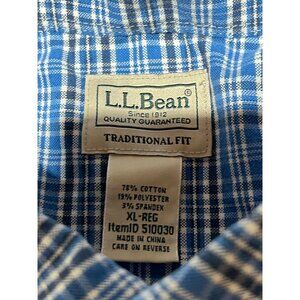 L.L.Bean®
Since 1912
QUALITY GUARANTEED
TRADITIONAL FIT
78% COTTON
19% POLYESTER
3% SPANDEX
XL-REG
ItemID 510030
MADE IN CHINA
CARE ON REVERSE